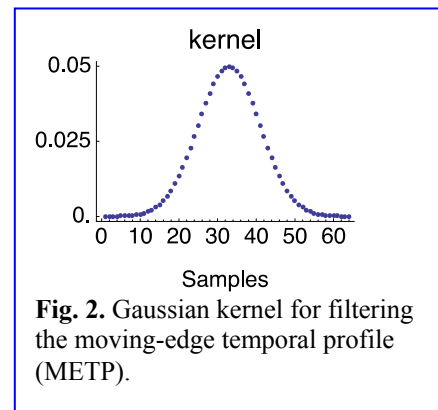 kernel
0.05
0.025
0.
0 10 20 30 40 50 60
Samples
Fig. 2. Gaussian kernel for filtering
the moving-edge temporal profile
(METP).